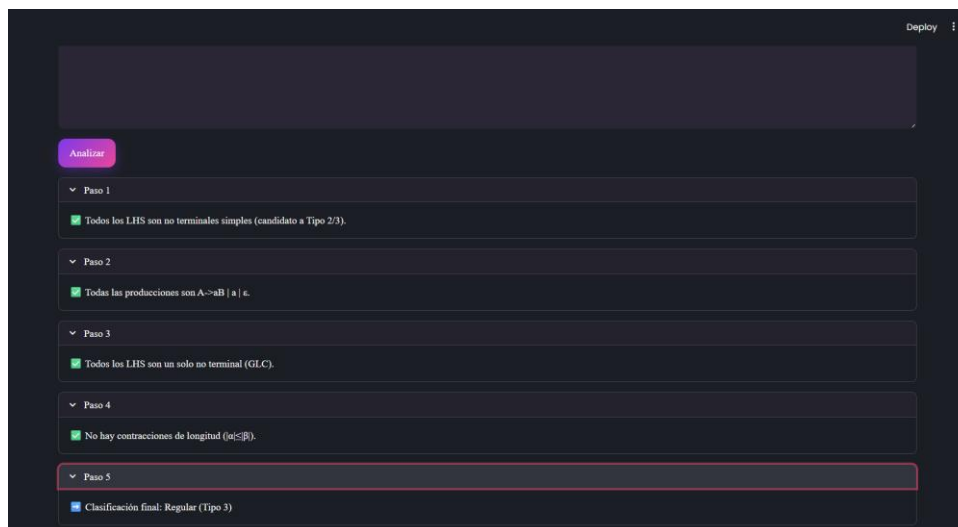 Deploy
Analizar
Paso 1
✅ Todos los LHS son no terminales simples (candidato a Tipo 2/3).
Paso 2
✅ Todas las producciones son A->aB | a | ε.
Paso 3
✅ Todos los LHS son un solo no terminal (GLC).
Paso 4
✅ No hay contracciones de longitud (|α|≤|β|).
Paso 5
➡️ Clasificación final: Regular (Tipo 3)